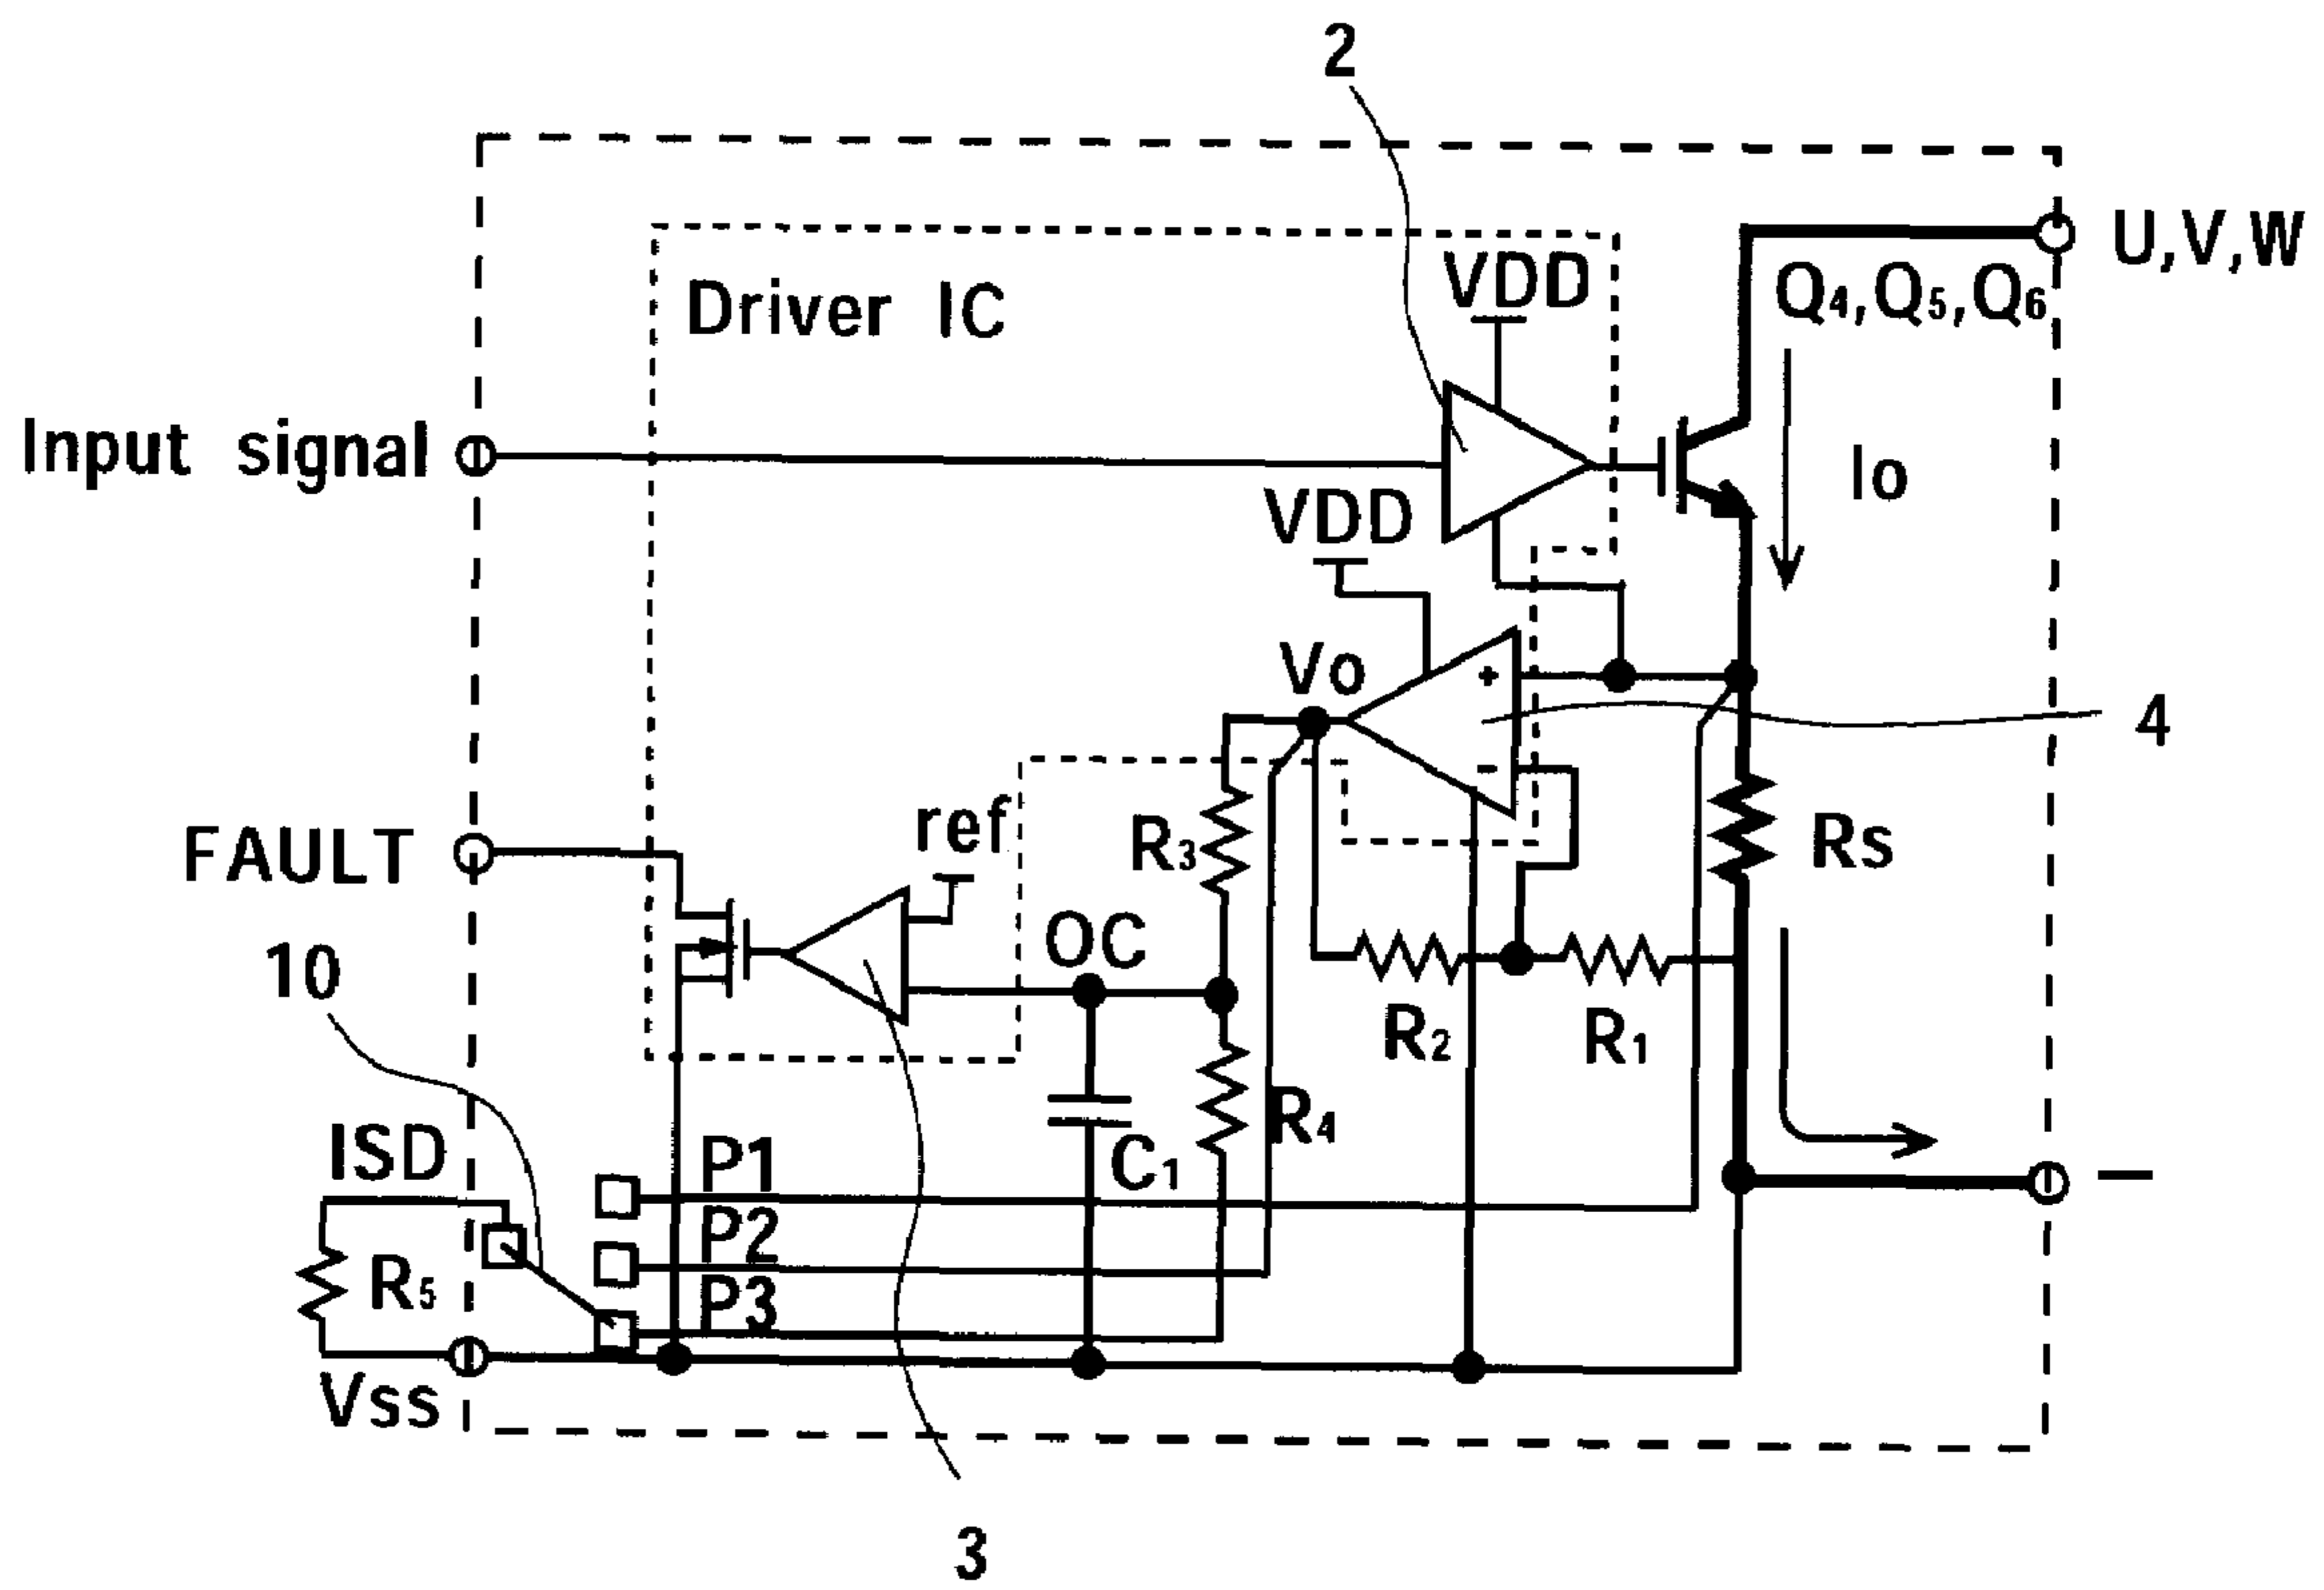 2
U,V,W
VDD
Q4,Q5,Q6
Driver IC
Input signal
Io
VDD
Vo
+
4
-
ref
R3
Rs
FAULT
OC
10
R2
R1
R4
ISD
P1
C1
−
P2
R5
P3
Vss
3